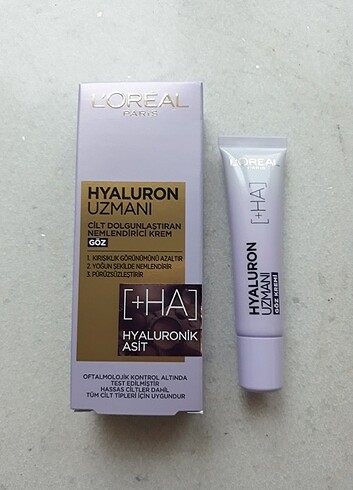 L'ORÉAL
PARIS
HYALURON
UZMANI
CİLT DOLGUNLAŞTIRAN
NEMLENDİRİCİ KREM
GÖZ
1. KIRIŞIKLIK GÖRÜNÜMÜNÜ AZALTIR
2. YOĞUN ŞEKİLDE NEMLENDİRİR
3. PÜRÜZSÜZLEŞTİRİR
[+HA]
HYALURONİK
ASİT
OFTALMOLOJİK KONTROL ALTINDA
TEST EDİLMİŞTİR
HASSAS CİLTLER DAHİL
TÜM CİLT TİPLERİ İÇİN UYGUNDUR
L'ORÉAL
PARIS
[+HA]
HYALURON
UZMANI
GÖZ KREMİ